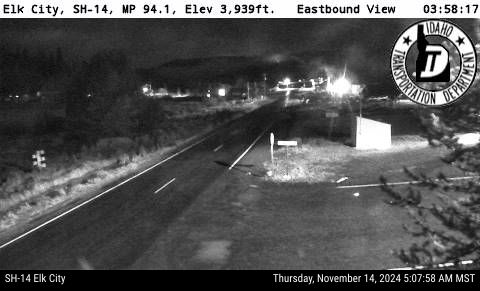 Elk City, SH-14, MP 94.1, Elev 3,939ft. Eastbound View 03:58:17
IDAHO
TRANSPORTATION DEPARTMENT
SH-14 Elk City Thursday, November 14, 2024 5:07:58 AM MST